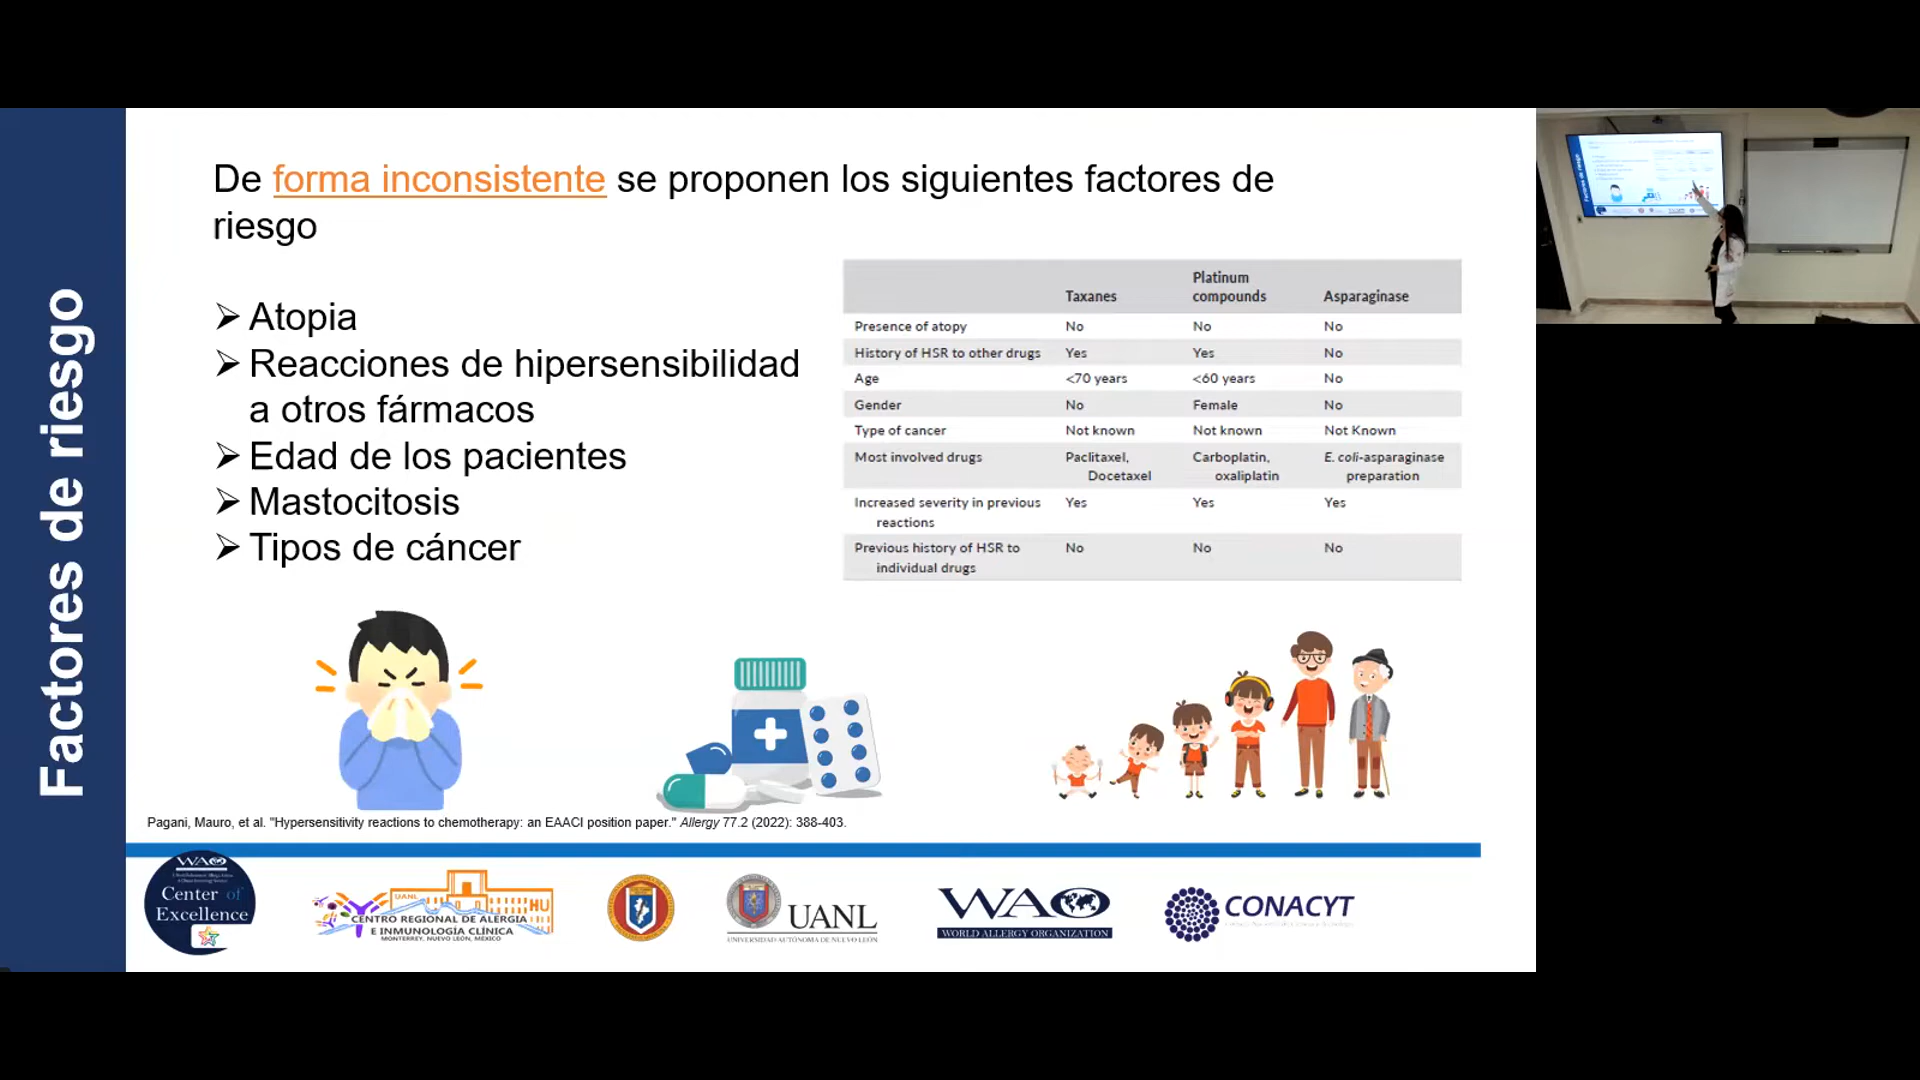 Factores de riesgo
De forma inconsistente se proponen los siguientes factores de
riesgo
Atopia
Reacciones de hipersensibilidad
a otros fármacos
Edad de los pacientes
Mastocitosis
Tipos de cáncer
Taxanes Platinum compounds Asparaginase
Presence of atopy No No No
History of HSR to other drugs Yes Yes No
Age <70 years <60 years No
Gender No Female No
Type of cancer Not known Not known Not Known
Most involved drugs Paclitaxel, Docetaxel Carboplatin, oxaliplatin E. coli-asparaginase preparation
Increased severity in previous reactions Yes Yes Yes
Previous history of HSR to individual drugs No No No
Pagani, Mauro, et al. "Hypersensitivity reactions to chemotherapy: an EAACI position paper." Allergy 77.2 (2022): 388-403.
WAO
Center of
Excellence
UANL
HU
CENTRO REGIONAL DE ALERGIA
E INMUNOLOGÍA CLÍNICA
MONTERREY, NUEVO LEÓN, MÉXICO
UANL
UNIVERSIDAD AUTÓNOMA DE NUEVO LEÓN
WAO
WORLD ALLERGY ORGANIZATION
CONACYT
Factores de riesgo